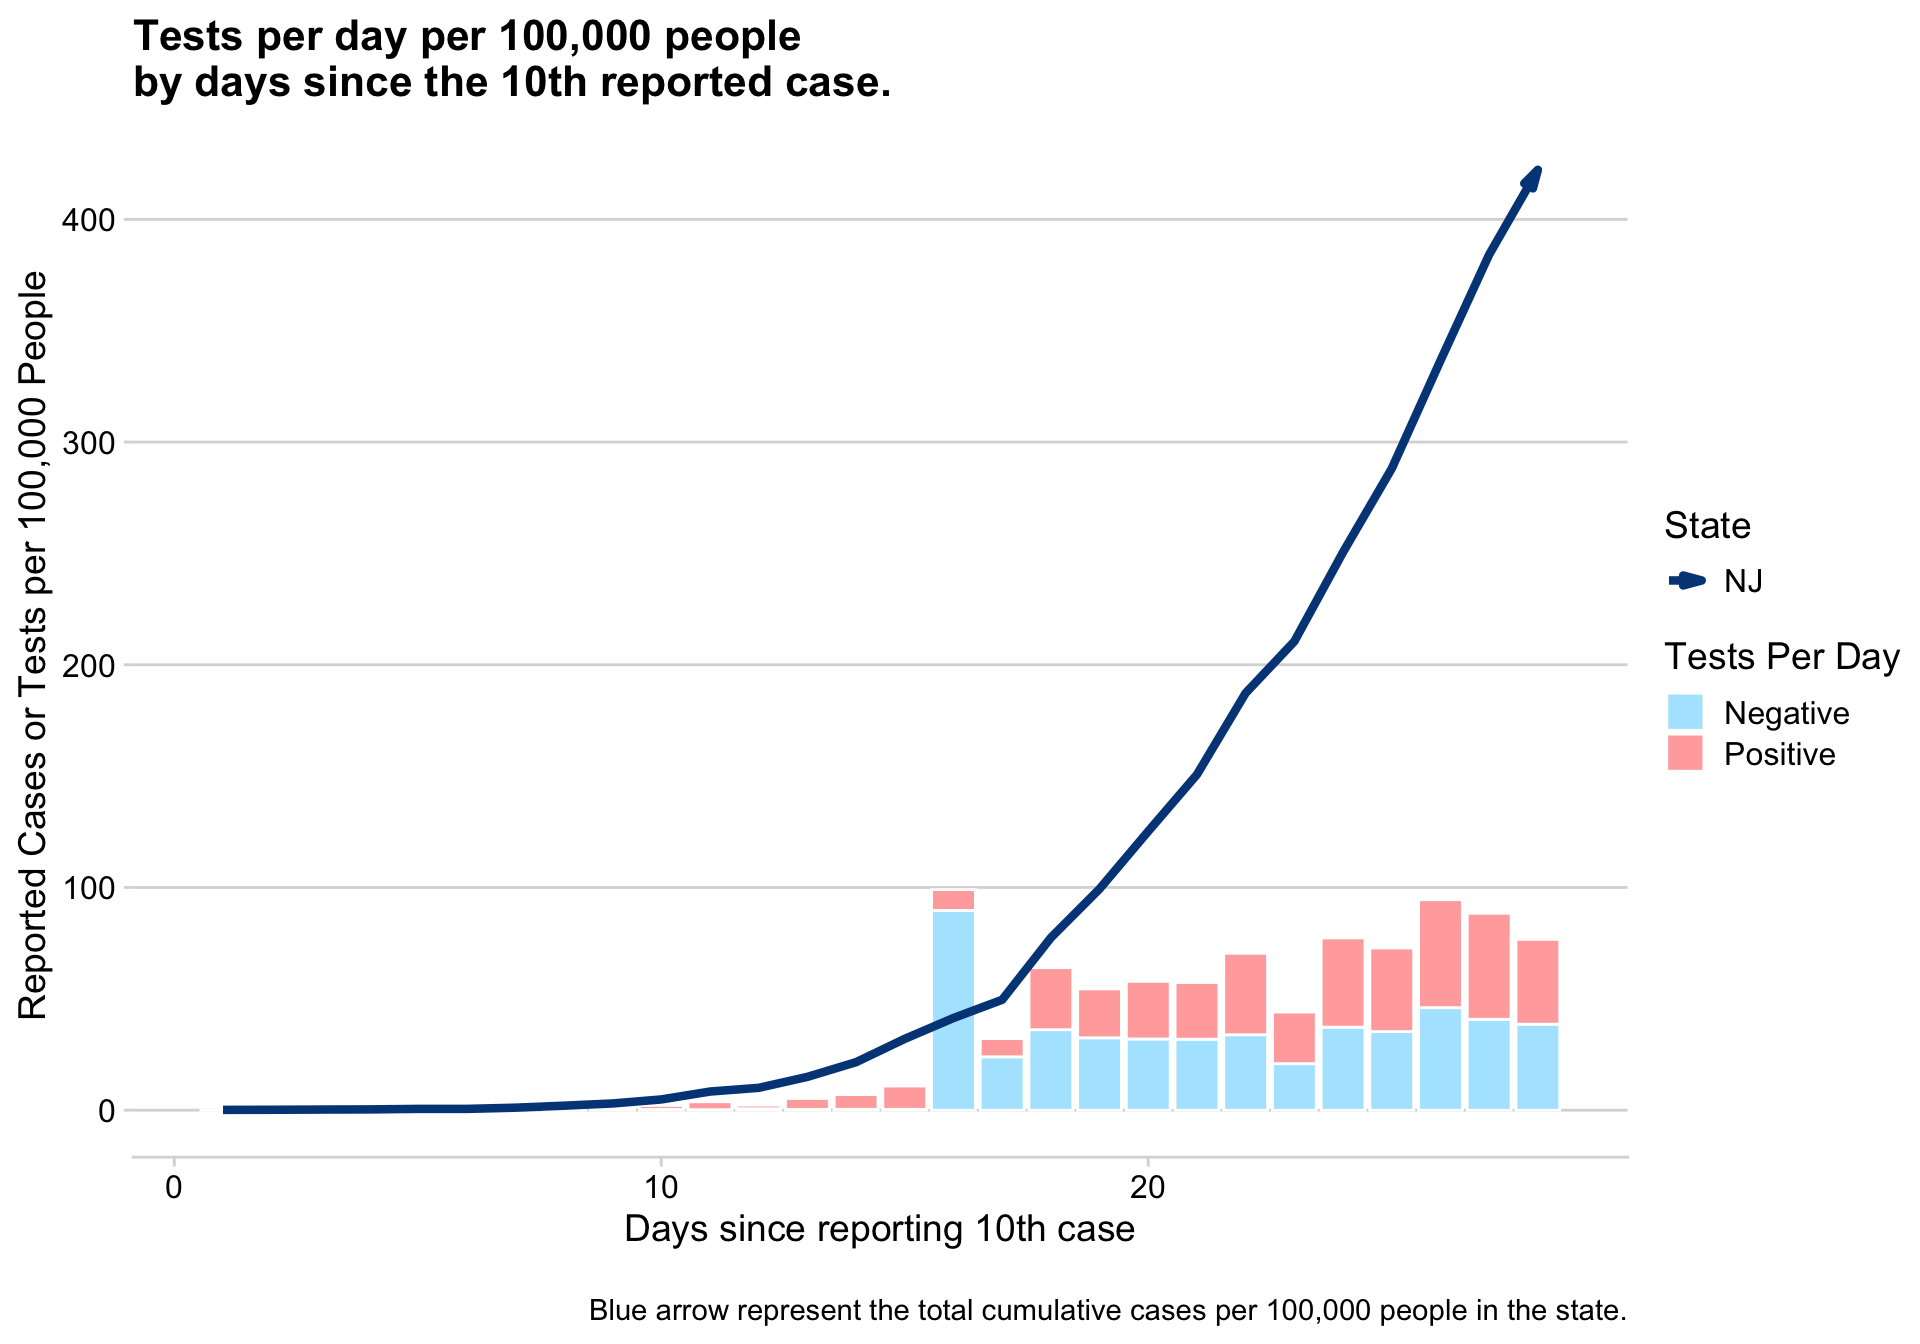 Tests per day per 100,000 people
by days since the 10th reported case.
Reported Cases or Tests per 100,000 People
400
300
200
100
0
0
10
20
Days since reporting 10th case
State
NJ
Tests Per Day
Negative
Positive
Blue arrow represent the total cumulative cases per 100,000 people in the state.